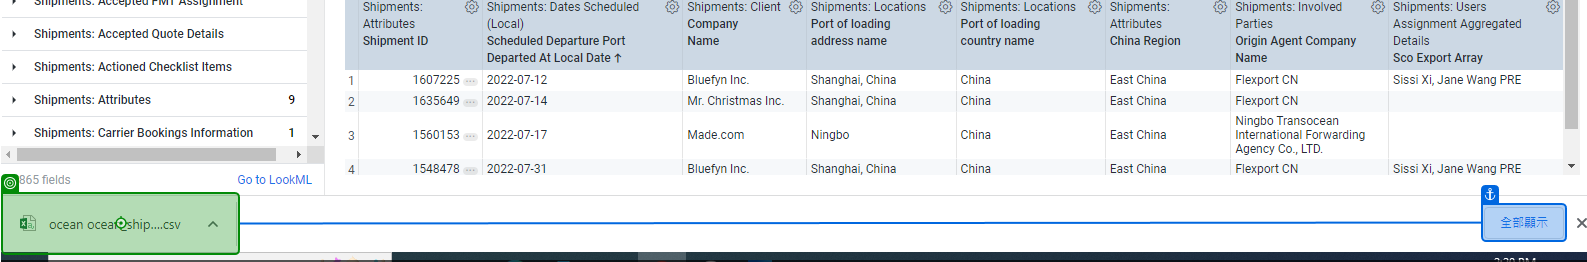 Shipments: Accepted PMT Assignment
Shipments: Accepted Quote Details
Shipments: Actioned Checklist Items
Shipments: Attributes 9
Shipments: Carrier Bookings Information 1
865 fields Go to LookML
Shipments:
Attributes
Shipment ID
Shipments: Dates Scheduled
(Local)
Scheduled Departure Port
Departed At Local Date ↑
Shipments: Client
Company
Name
Shipments: Locations
Port of loading
address name
Shipments: Locations
Port of loading
country name
Shipments:
Attributes
China Region
Shipments: Involved
Parties
Origin Agent Company
Name
Shipments: Users
Assignment Aggregated
Details
Sco Export Array
1 1607225 2022-07-12 Bluefyn Inc. Shanghai, China China East China Flexport CN Sissi Xi, Jane Wang PRE
2 1635649 2022-07-14 Mr. Christmas Inc. Shanghai, China China East China Flexport CN
3 1560153 2022-07-17 Made.com Ningbo China East China Ningbo Transocean
International Forwarding
Agency Co., LTD.
4 1548478 2022-07-31 Bluefyn Inc. Shanghai, China China East China Flexport CN Sissi Xi, Jane Wang PRE
ocean ocean ship....csv
全部顯示